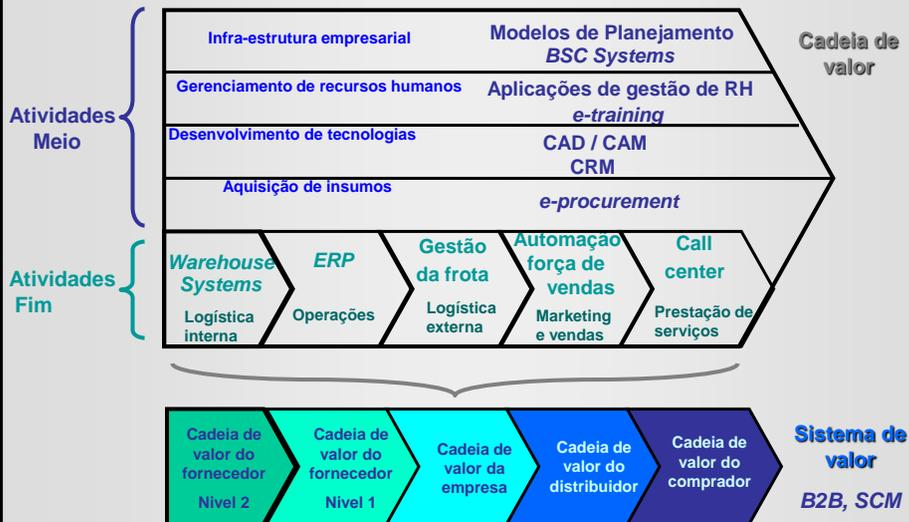 Infra-estrutura empresarial
Modelos de Planejamento
BSC Systems
Cadeia de
valor
Gerenciamento de recursos humanos
Aplicações de gestão de RH
e-training
Atividades
Meio
Desenvolvimento de tecnologias
CAD / CAM
CRM
Aquisição de insumos
e-procurement
Atividades
Fim
Warehouse
Systems
Logística
interna
ERP
Operações
Gestão
da frota
Logística
externa
Automação
força de
vendas
Marketing
e vendas
Call
center
Prestação de
serviços
Cadeia de
valor do
fornecedor
Nivel 2
Cadeia de
valor do
fornecedor
Nivel 1
Cadeia de
valor da
empresa
Cadeia de
valor do
distribuidor
Cadeia de
valor do
comprador
Sistema de
valor
B2B, SCM